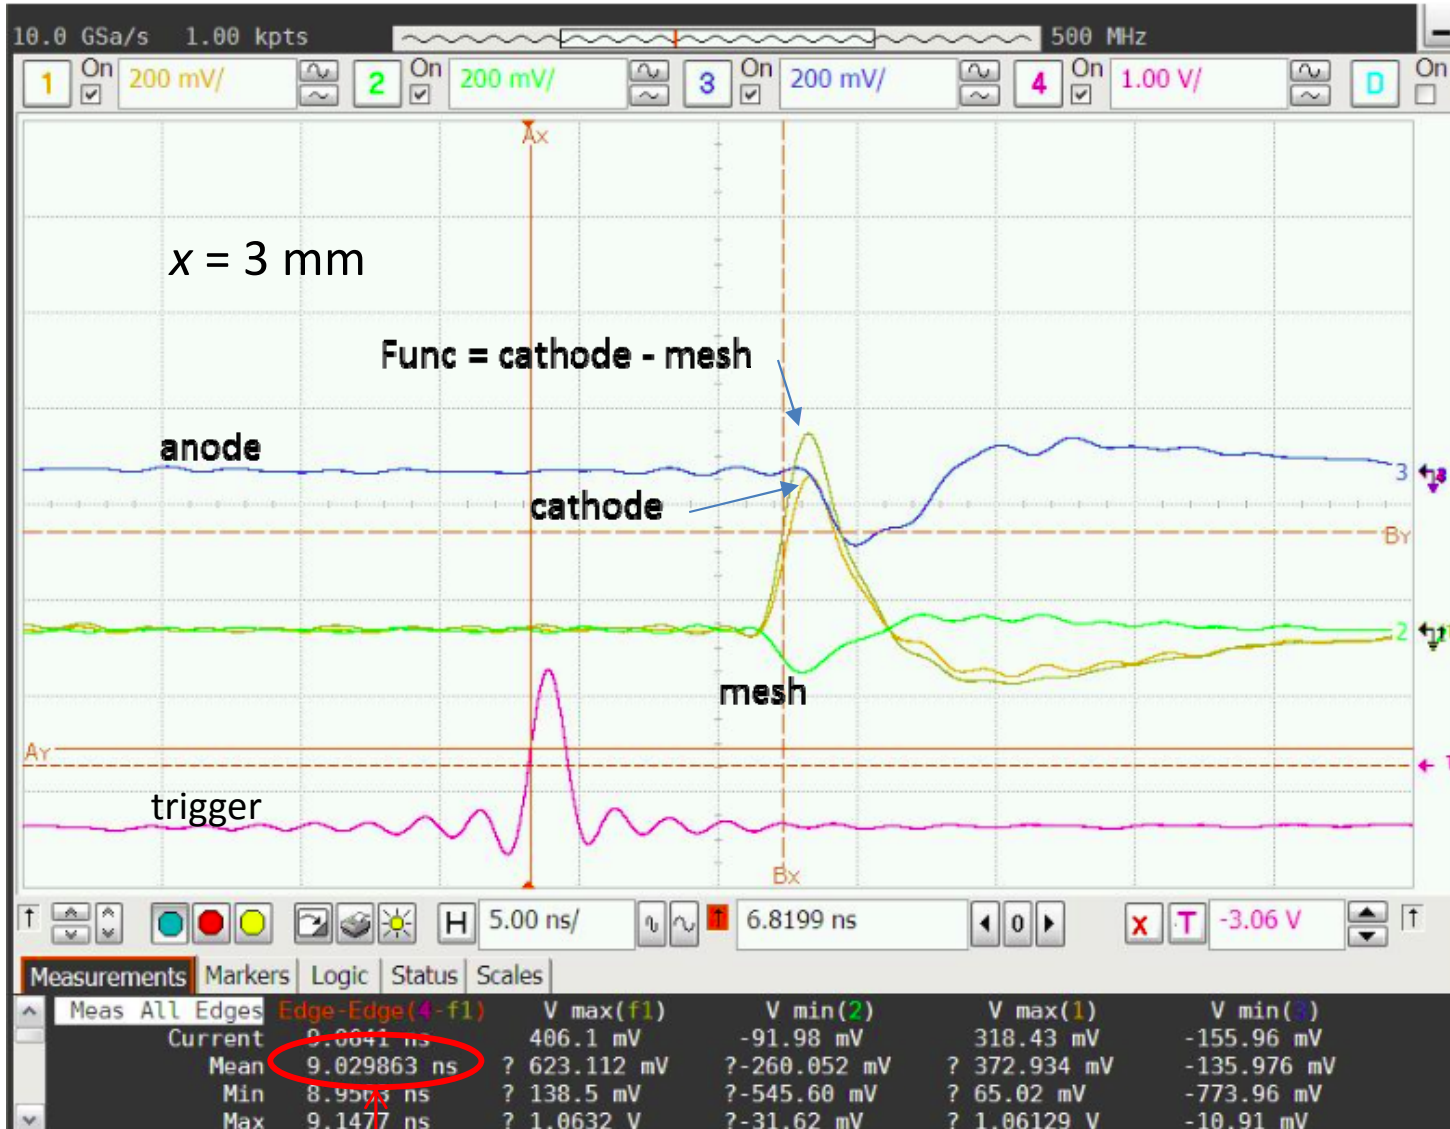 10.0 GSa/s 1.00 kpts 500 MHz
1 On 200 mV/ 2 On 200 mV/ 3 On 200 mV/ 4 On 1.00 V/ D On
Ax
x = 3 mm
Func = cathode - mesh
anode
3
cathode
BY
2
mesh
AY
trigger
Bx
H 5.00 ns/ 6.8199 ns 0 X T -3.06 V
Measurements Markers Logic Status Scales
Meas All Edges Edge-Edge(4-f1) V max(f1) V min(2) V max(1) V min(3)
Current ns 406.1 mV -91.98 mV 318.43 mV -155.96 mV
Mean 9.029863 ns ? 623.112 mV ?-260.052 mV ? 372.934 mV -135.976 mV
Min ns ? 138.5 mV ?-545.60 mV ? 65.02 mV -773.96 mV
Max 9.1477 ns ? 1.0632 V ?-31.62 mV ? 1.06129 V -10.91 mV